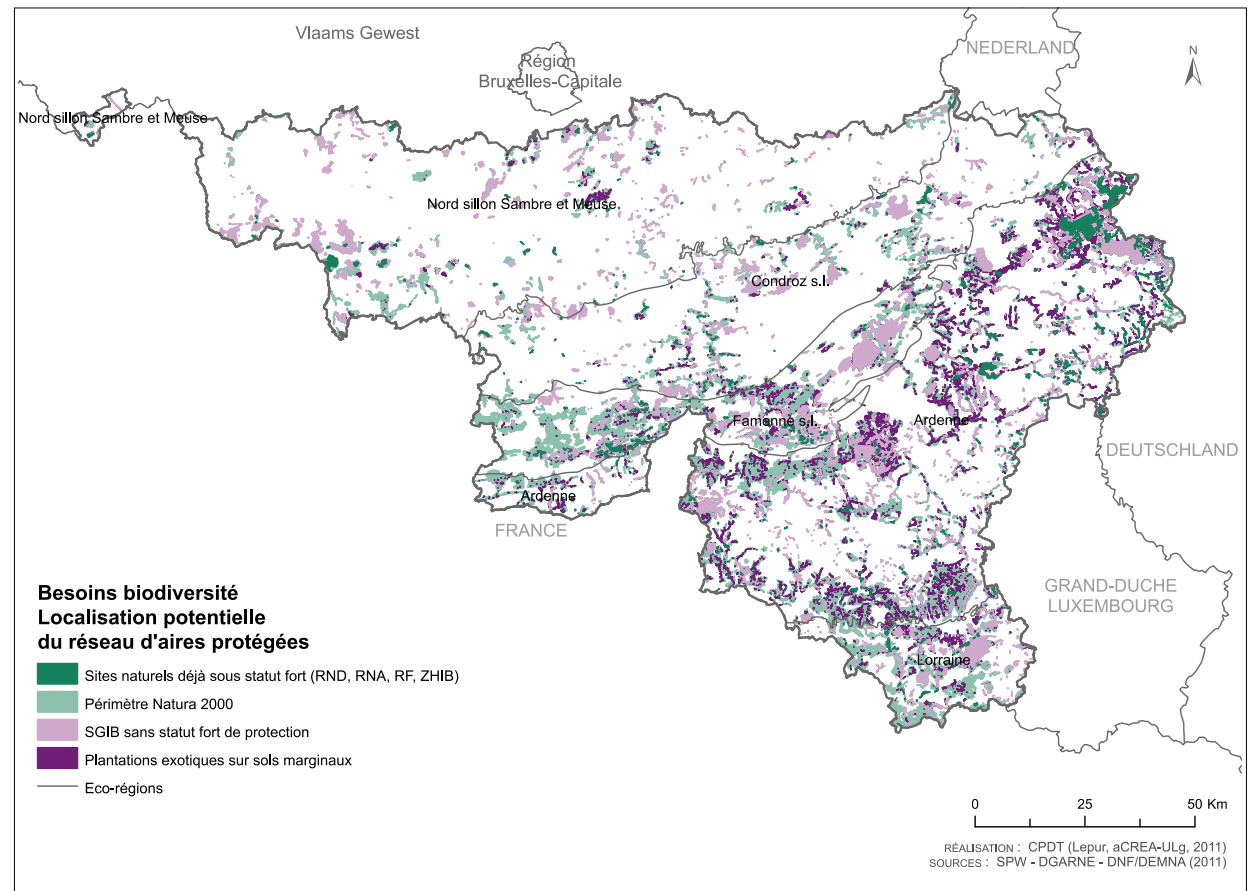 Vlaams Gewest
NEDERLAND
Région
Bruxelles-Capitale
N
Nord sillon Sambre et Meuse
Nord sillon Sambre et Meuse
Condroz s.l.
Famenne s.l.
Ardenne
DEUTSCHLAND
Ardenne
FRANCE
GRAND-DUCHE
LUXEMBOURG
Lorraine
Besoins biodiversité
Localisation potentielle
du réseau d'aires protégées
Sites naturels déjà sous statut fort (RND, RNA, RF, ZHIB)
Périmètre Natura 2000
SGIB sans statut fort de protection
Plantations exotiques sur sols marginaux
Eco-régions
0 25 50 Km
RÉALISATION : CPDT (Lepur, aCREA-ULg, 2011)
SOURCES : SPW - DGARNE - DNF/DEMNA (2011)